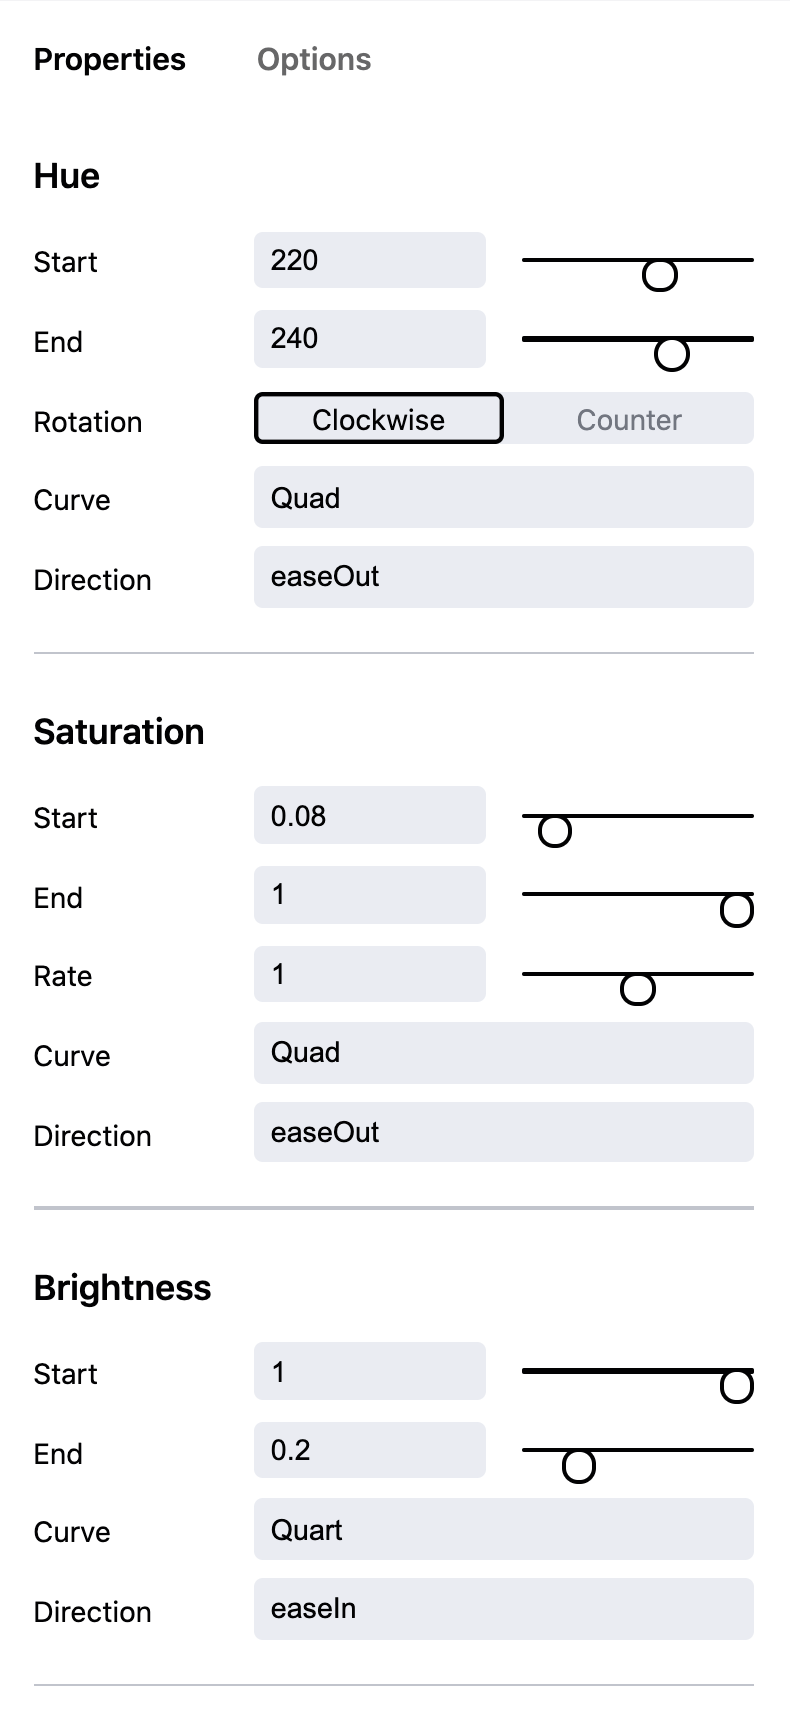 Properties Options
Hue
Start 220
End 240
Rotation Clockwise Counter
Curve Quad
Direction easeOut
Saturation
Start 0.08
End 1
Rate 1
Curve Quad
Direction easeOut
Brightness
Start 1
End 0.2
Curve Quart
Direction easeIn